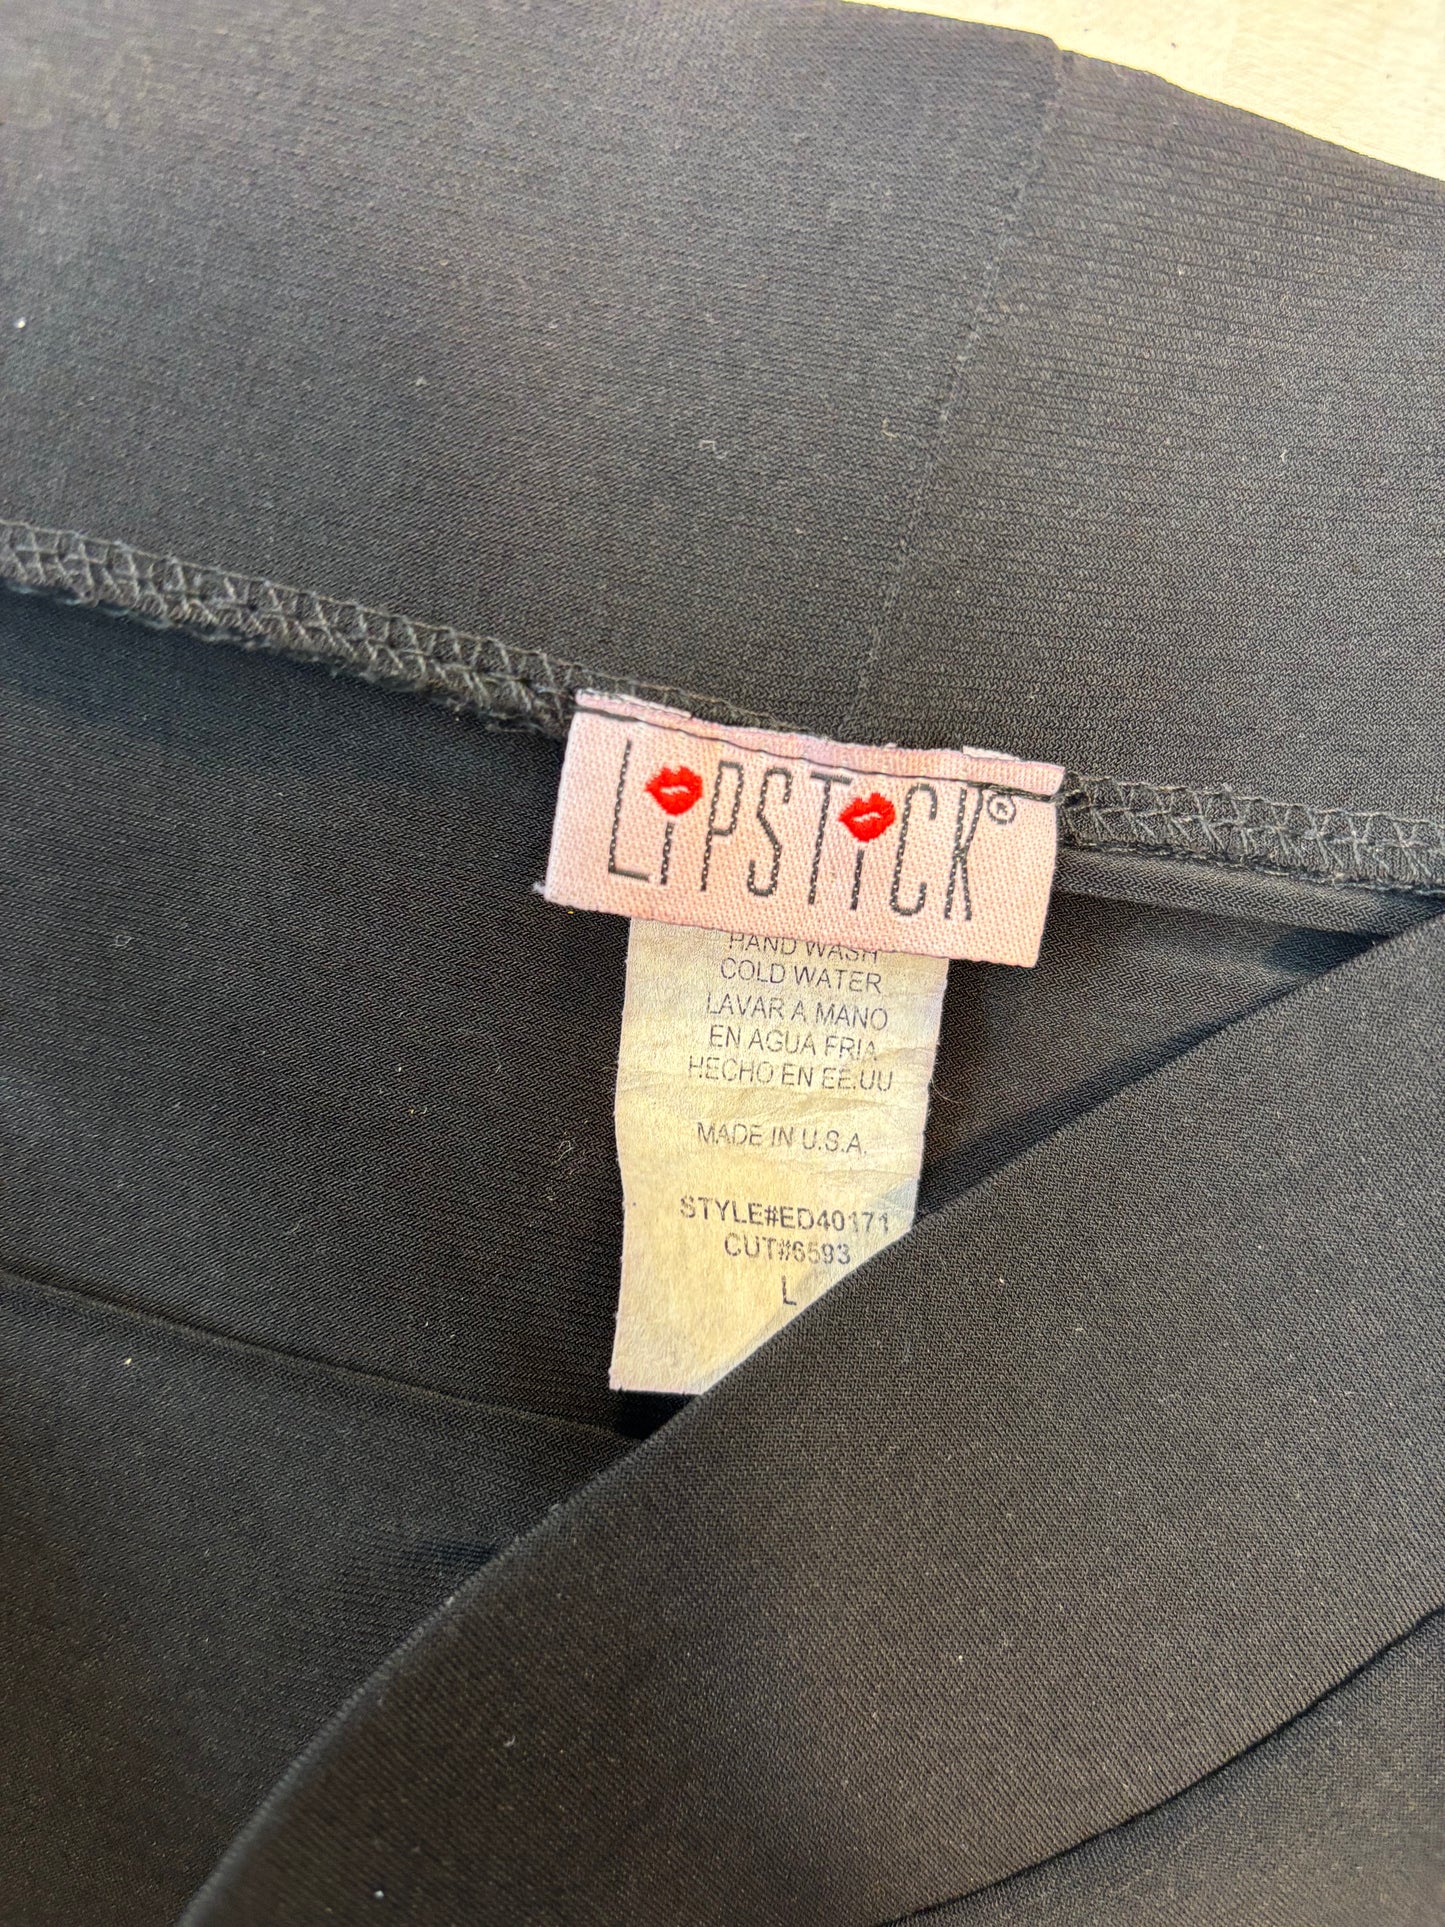 LiPSTiCK®
HAND WASH
COLD WATER
LAVAR A MANO
EN AGUA FRIA
HECHO EN EE.UU
MADE IN U.S.A.
STYLE#ED40171
CUT#6593
L